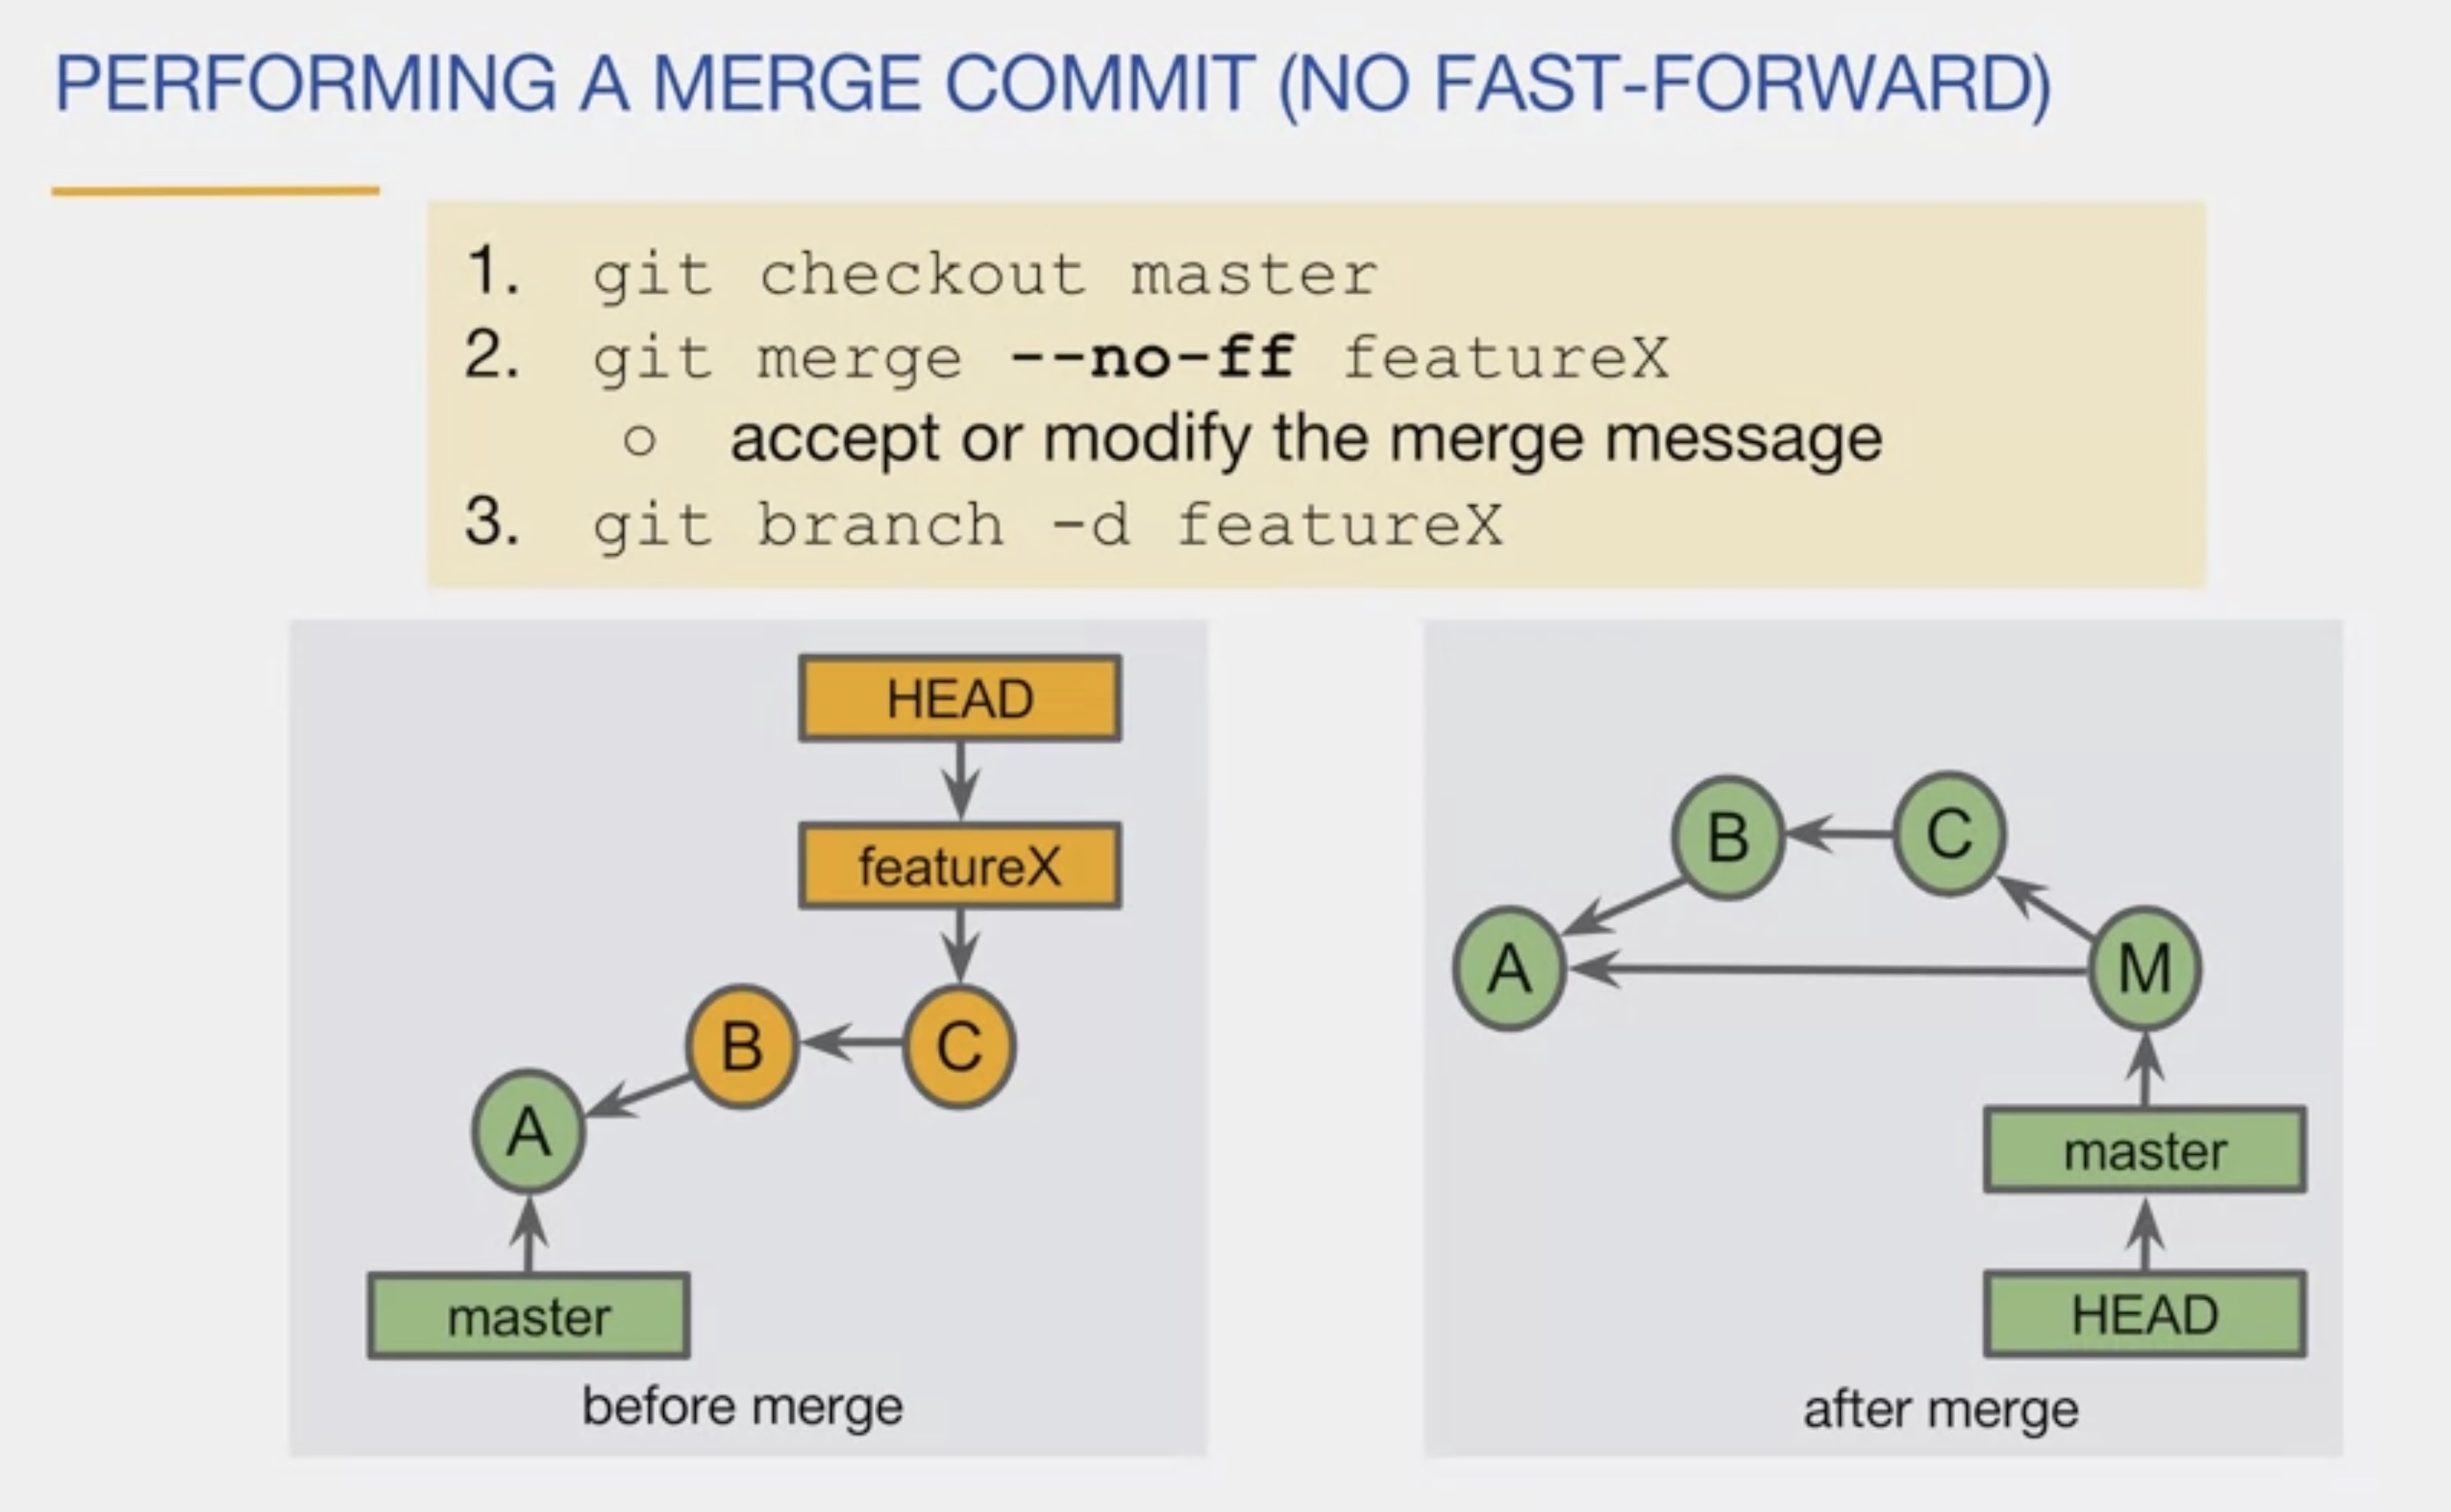 PERFORMING A MERGE COMMIT (NO FAST-FORWARD)
1. git checkout master
2. git merge --no-ff featureX
○ accept or modify the merge message
3. git branch -d featureX
HEAD
featureX
B
C
A
master
before merge
B
C
A
M
master
HEAD
after merge